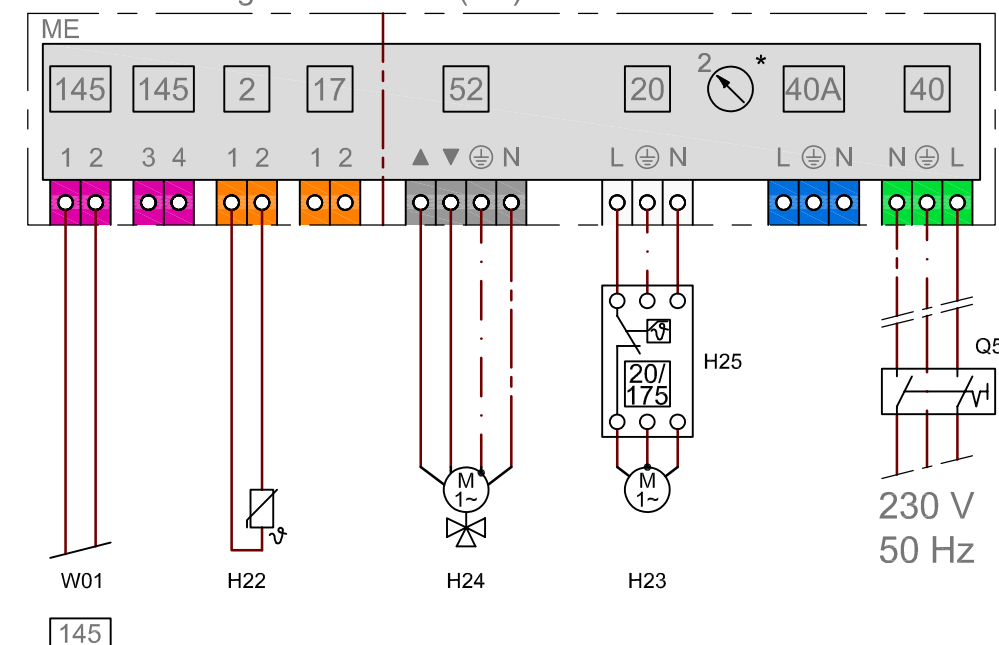 ME
145 145 2 17 52 20 2 * 40A 40
1 2 3 4 1 2 1 2 ▲ ▼ N L N L N N L
Q5
H25
20/
175
ϑ
M
1~
M
1~
ϑ
230 V
50 Hz
W01 H22 H24 H23
145